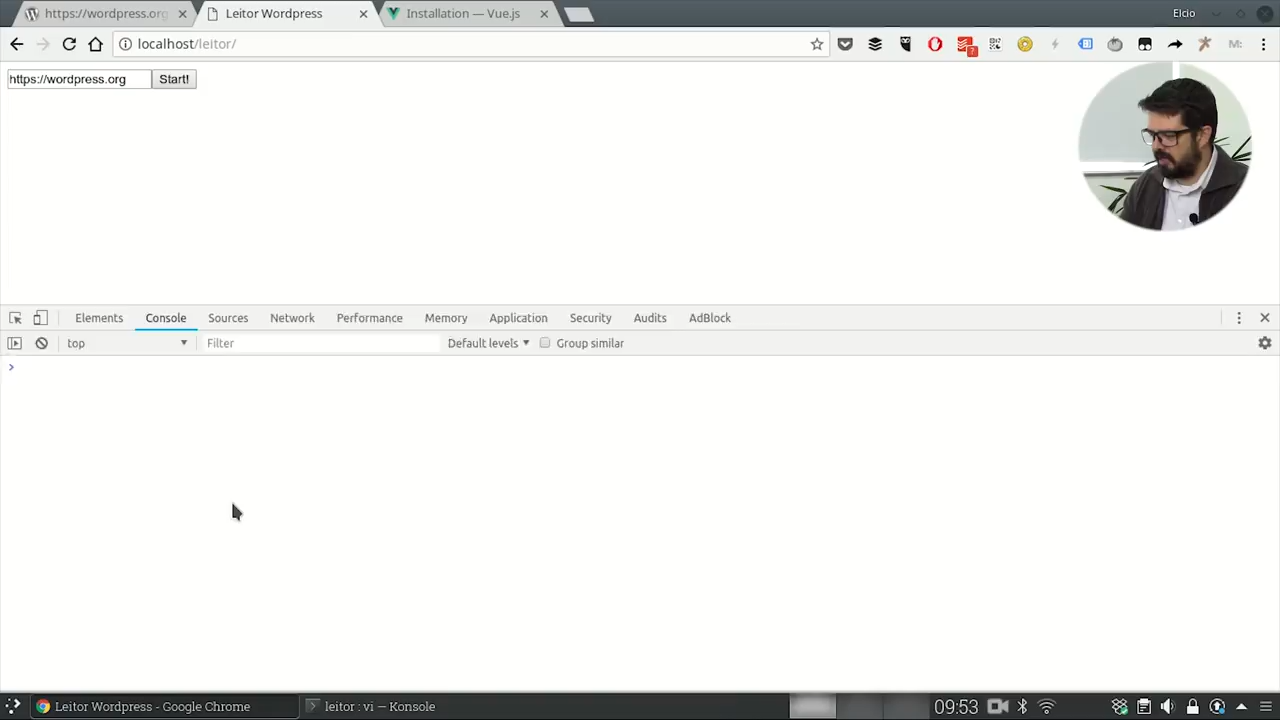 https://wordpress.org
Leitor Wordpress
Installation — Vue.js
Elcio
localhost/leitor/
?
M:
https://wordpress.org
Start!
Elements
Console
Sources
Network
Performance
Memory
Application
Security
Audits
AdBlock
top
Filter
Default levels
Group similar
>
Leitor Wordpress - Google Chrome
leitor : vi — Konsole
09:53